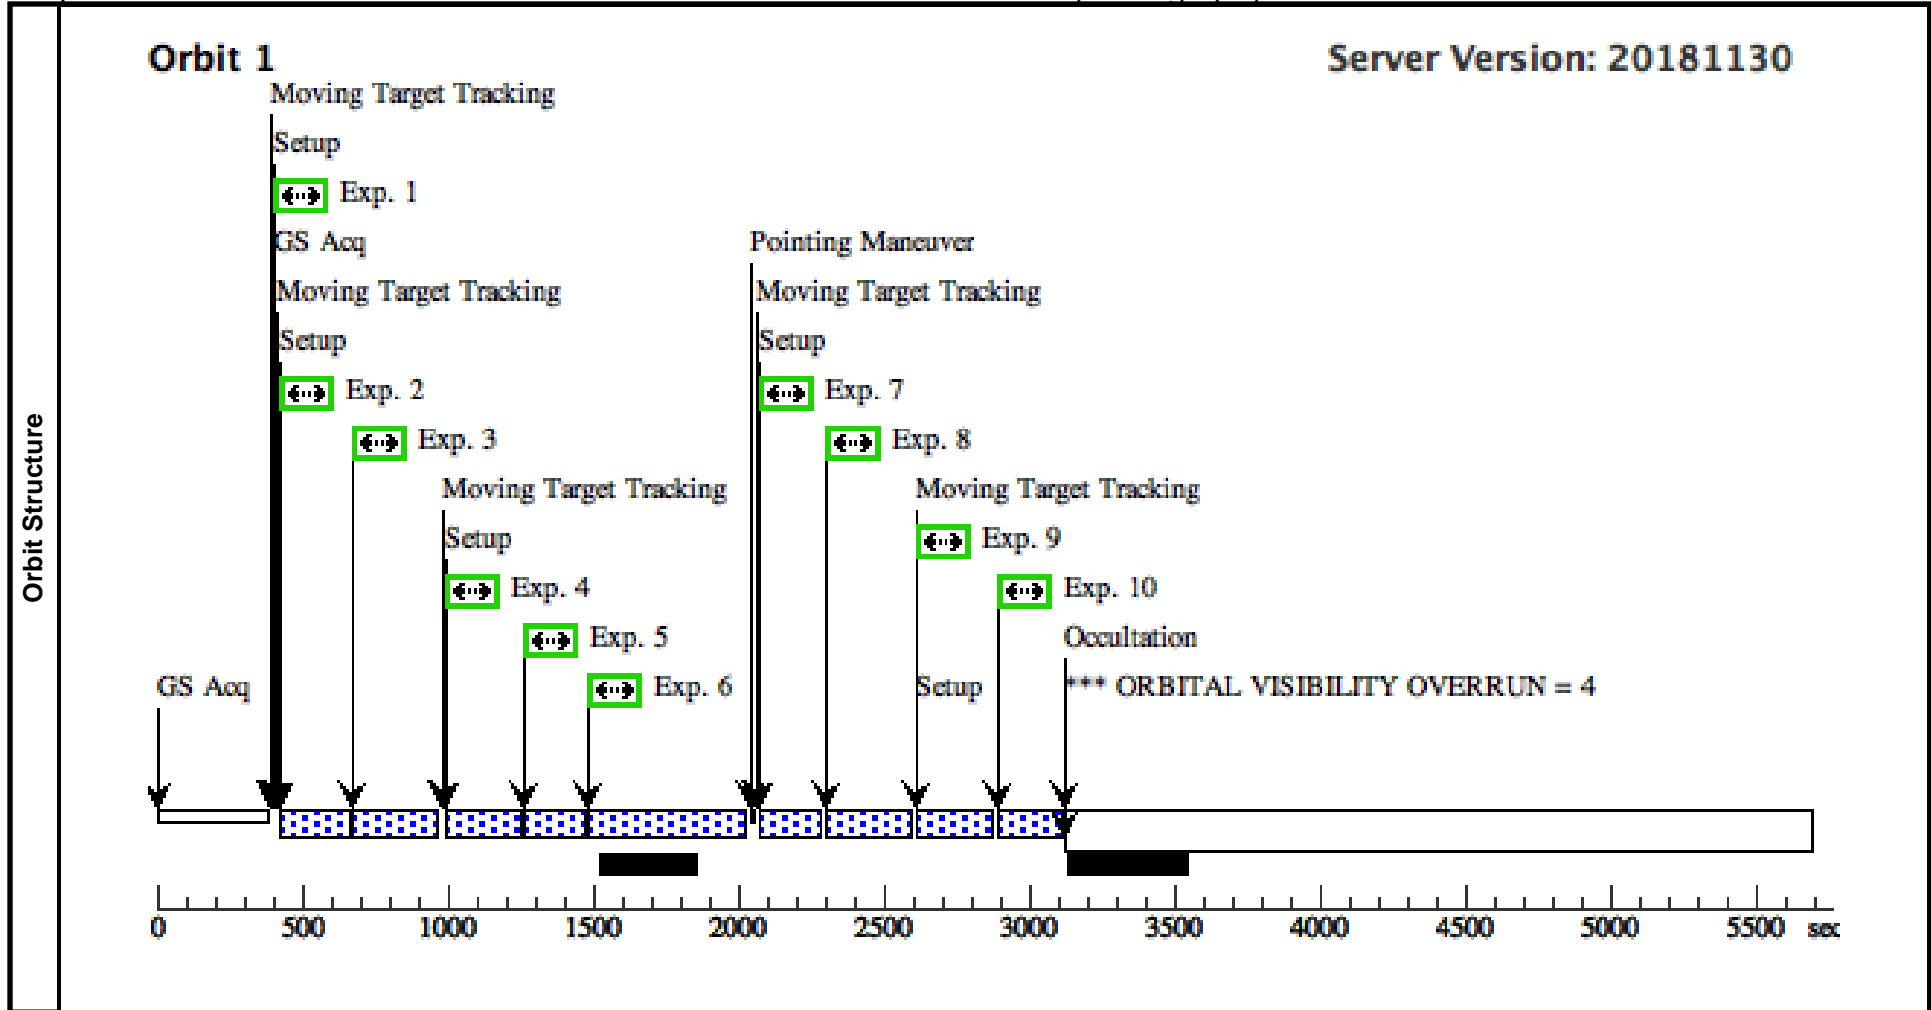 Orbit 1 Server Version: 20181130
Moving Target Tracking
Setup
Exp. 1
GS Acq Pointing Maneuver
Moving Target Tracking Moving Target Tracking
Setup Setup
Exp. 2 Exp. 7
Exp. 3 Exp. 8
Moving Target Tracking Moving Target Tracking
Setup Exp. 9
Exp. 4 Exp. 10
Exp. 5 Occultation
GS Acq Exp. 6 Setup *** ORBITAL VISIBILITY OVERRUN = 4
0 500 1000 1500 2000 2500 3000 3500 4000 4500 5000 5500 sec
Orbit Structure